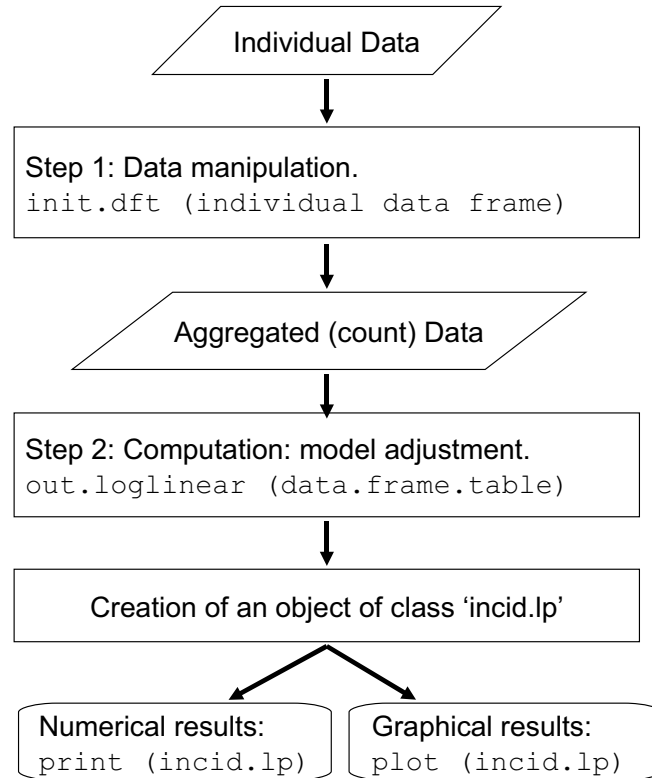 Individual Data
Step 1: Data manipulation.
init.dft (individual data frame)
Aggregated (count) Data
Step 2: Computation: model adjustment.
out.loglinear (data.frame.table)
Creation of an object of class ‘incid.lp’
Numerical results:
print (incid.lp)
Graphical results:
plot (incid.lp)